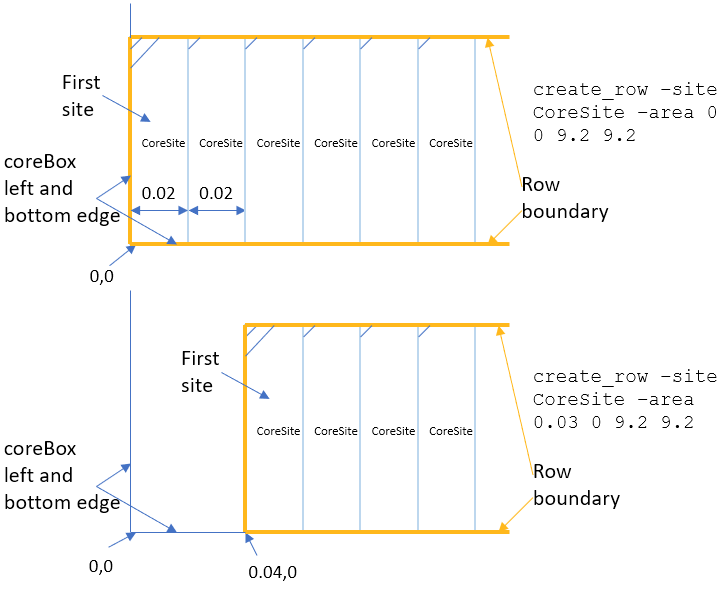 First
site
create_row –site
CoreSite –area 0
0 9.2 9.2
CoreSite CoreSite CoreSite CoreSite CoreSite CoreSite
coreBox
left and
bottom edge
0.02 0.02
Row
boundary
0,0
First
site
create_row –site
CoreSite –area
0.03 0 9.2 9.2
CoreSite CoreSite CoreSite CoreSite
coreBox
left and
bottom edge
Row
boundary
0,0
0.04,0